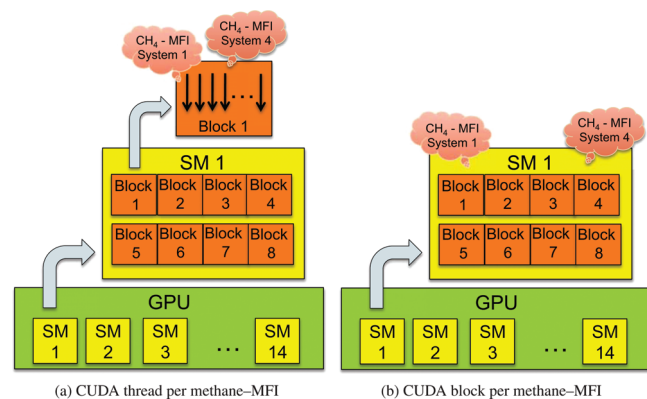 CH₄ - MFI
System 1
CH₄ - MFI
System 4
...
Block 1
SM 1
Block
1
Block
2
Block
3
Block
4
Block
5
Block
6
Block
7
Block
8
GPU
SM
1
SM
2
SM
3
...
SM
14
(a) CUDA thread per methane–MFI
CH₄ - MFI
System 1
CH₄ - MFI
System 4
SM 1
Block
1
Block
2
Block
3
Block
4
Block
5
Block
6
Block
7
Block
8
GPU
SM
1
SM
2
SM
3
...
SM
14
(b) CUDA block per methane–MFI